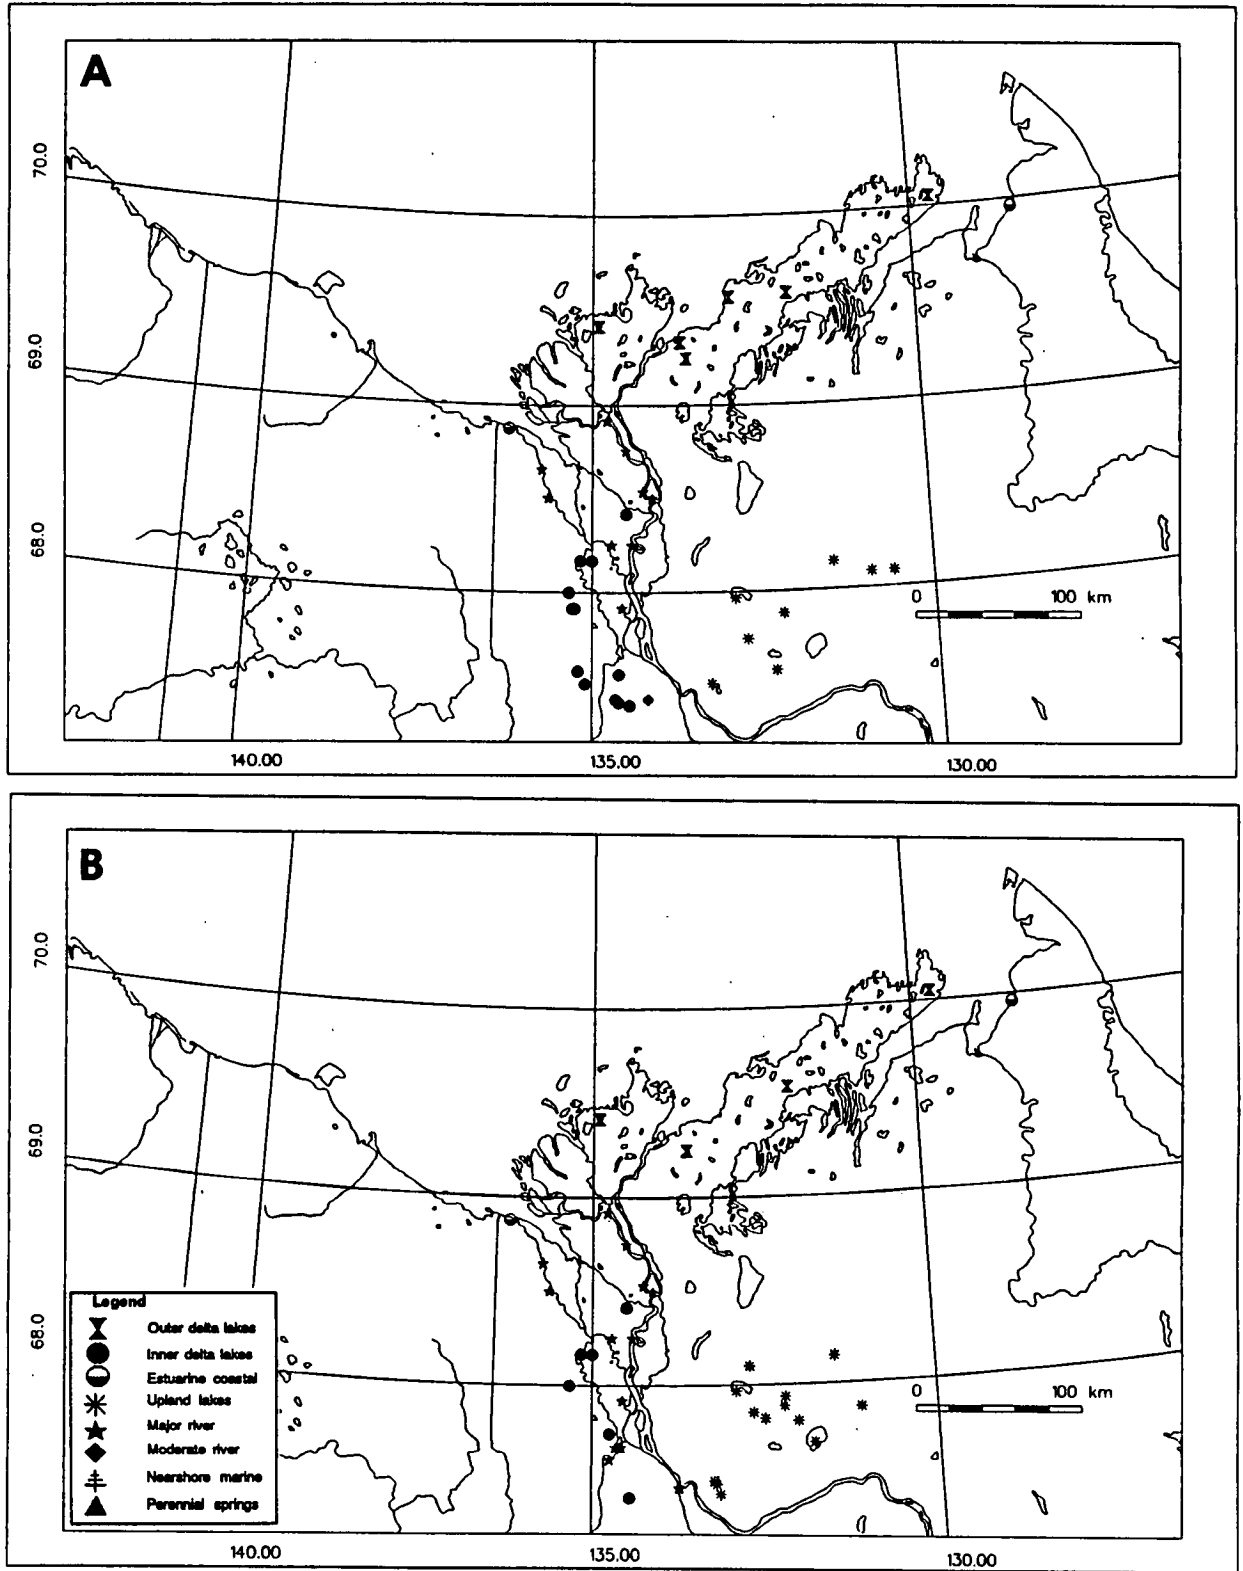 A
70.0
69.0
68.0
0 100 km
140.00 135.00 130.00
B
70.0
69.0
68.0
0 100 km
Legend
Outer delta lakes
Inner delta lakes
Estuarine coastal
Upland lakes
Major river
Moderate river
Nearshore marine
Perennial springs
140.00 135.00 130.00